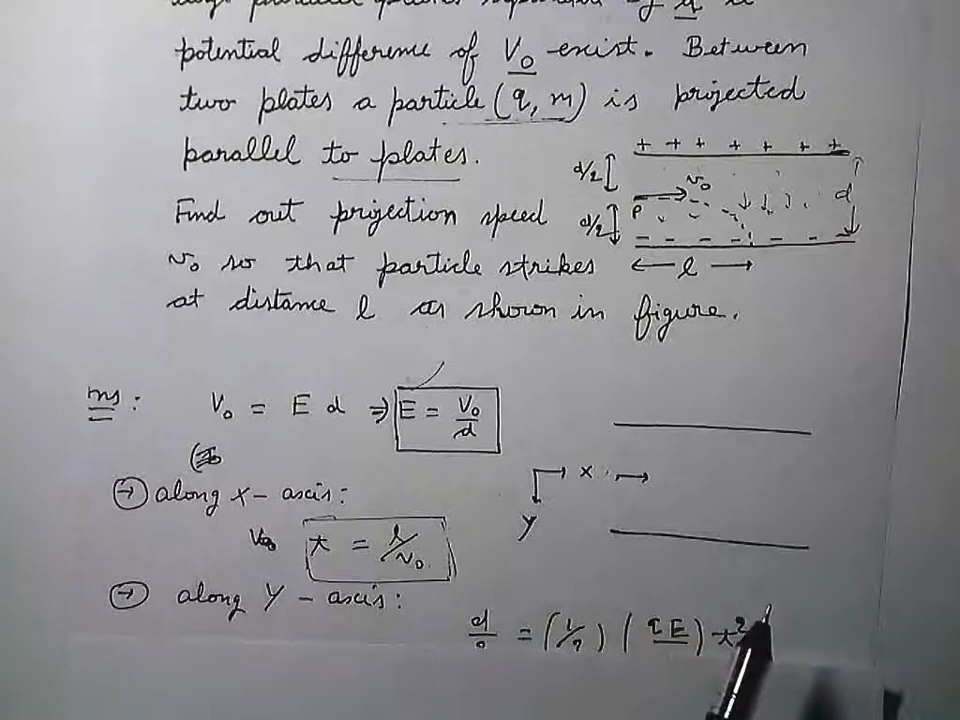 potential difference of V₀ exist. Between
two plates a particle (q, m) is projected
parallel to plates.
Find out projection speed
v₀ so that particle strikes
at distance l as shown in figure.
+ + + + + + +
d/2
v₀
P
d
d/2
- - - - - - -
l
ms :
V₀ = E d ⇒ E = V₀/d
→ along X-axis:
t = l/v₀
X
Y
→ along Y-axis:
= (1/2) (qE) t²